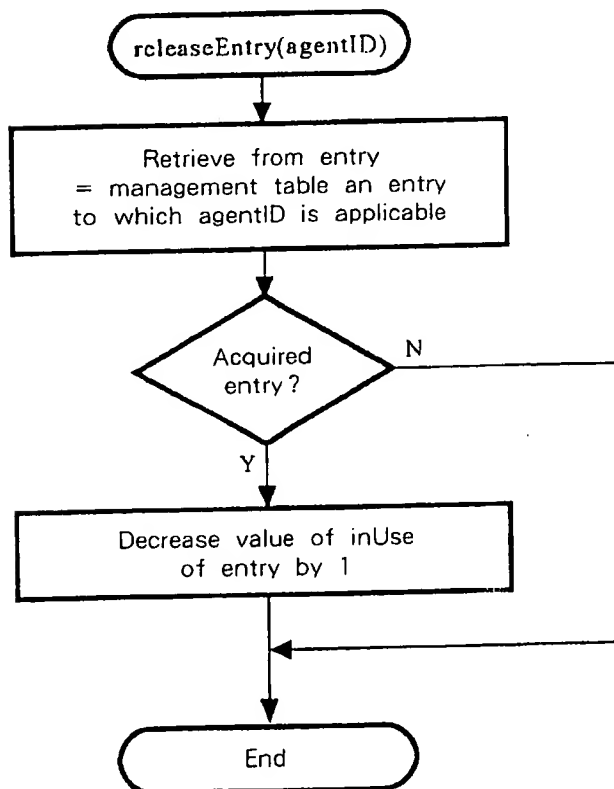 releaseEntry(agentID)
Retrieve from entry
= management table an entry
to which agentID is applicable
Acquired
entry?
N
Y
Decrease value of inUse
of entry by 1
End